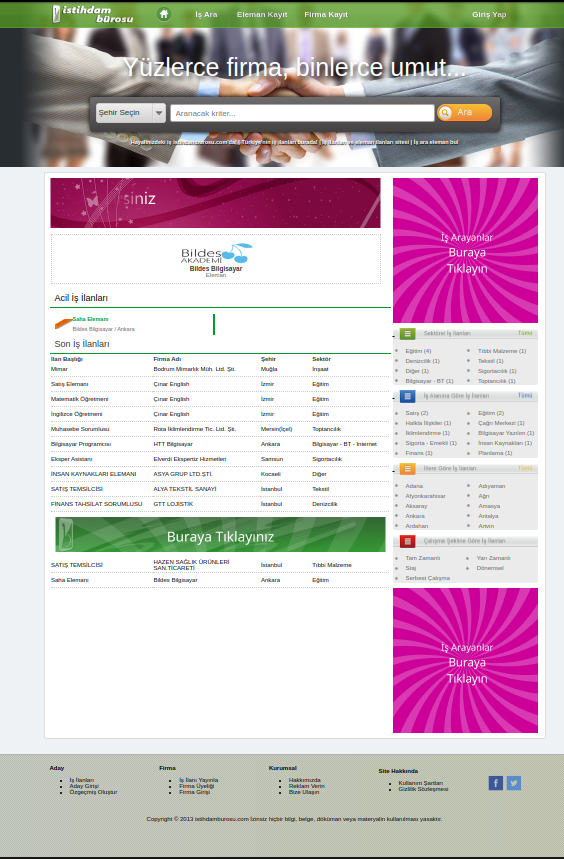 istihdam bürosu
İş Ara Eleman Kayıt Firma Kayıt Giriş Yap
Yüzlerce firma, binlerce umut...
Şehir Seçin Aranacak kriter... Ara
Hayalinizdeki iş istihdamburosu.com'da! | Türkiye'nin iş ilanları burada! | İş ilanları ve eleman ilanları sitesi | İş ara eleman bul
siniz
Bildes
AKADEMİ
Bildes Bilgisayar
Eleman
Acil İş İlanları
Saha Elemanı
Bildes Bilgisayar / Ankara
Son İş İlanları
İlan Başlığı Firma Adı Şehir Sektör
Mimar Bodrum Mimarlık Müh. Ltd. Şti. Muğla İnşaat
Satış Elemanı Çınar English İzmir Eğitim
Matematik Öğretmeni Çınar English İzmir Eğitim
İngilizce Öğretmeni Çınar English İzmir Eğitim
Muhasebe Sorumlusu Rota İklimlendirme Tic. Ltd. Şti. Mersin(İçel) Toptancılık
Bilgisayar Programcısı HTT Bilgisayar Ankara Bilgisayar - BT - Internet
Eksper Asistanı Elverdi Ekspertiz Hizmetleri Samsun Sigortacılık
İNSAN KAYNAKLARI ELEMANI ASYA GRUP LTD.ŞTİ. Kocaeli Diğer
SATIŞ TEMSİLCİSİ ALYA TEKSTİL SANAYİ İstanbul Tekstil
FİNANS TAHSİLAT SORUMLUSU GTT LOJİSTİK İstanbul Denizcilik
Buraya Tıklayınız
SATIŞ TEMSİLCİSİ HAZEN SAĞLIK ÜRÜNLERİ SAN.TİCARETİ İstanbul Tıbbi Malzeme
Saha Elemanı Bildes Bilgisayar Ankara Eğitim
İş Arayanlar
Buraya
Tıklayın
Sektörel İş İlanları Tümü
Eğitim (4) Tıbbi Malzeme (1)
Denizcilik (1) Tekstil (1)
Diğer (1) Sigortacılık (1)
Bilgisayar - BT (1) Toptancılık (1)
İş Alanına Göre İş İlanları Tümü
Satış (2) Eğitim (2)
Halkla İlişkiler (1) Çağrı Merkezi (1)
İklimlendirme (1) Bilgisayar Yazılım (1)
Sigorta - Emekli (1) İnsan Kaynakları (1)
Finans (1) Planlama (1)
İllere Göre İş İlanları Tümü
Adana Adıyaman
Afyonkarahisar Ağrı
Aksaray Amasya
Ankara Antalya
Ardahan Artvin
Çalışma Şekline Göre İş İlanları
Tam Zamanlı Yarı Zamanlı
Staj Dönemsel
Serbest Çalışma
İş Arayanlar
Buraya
Tıklayın
Aday Firma Kurumsal Site Hakkında
İş İlanları İş İlanı Yayınla Hakkımızda Kullanım Şartları
Aday Girişi Firma Üyeliği Reklam Verin Gizlilik Sözleşmesi
Özgeçmiş Oluştur Firma Girişi Bize Ulaşın
Copyright © 2013 istihdamburosu.com İzinsiz hiçbir bilgi, belge, döküman veya materyalin kullanılması yasaktır.